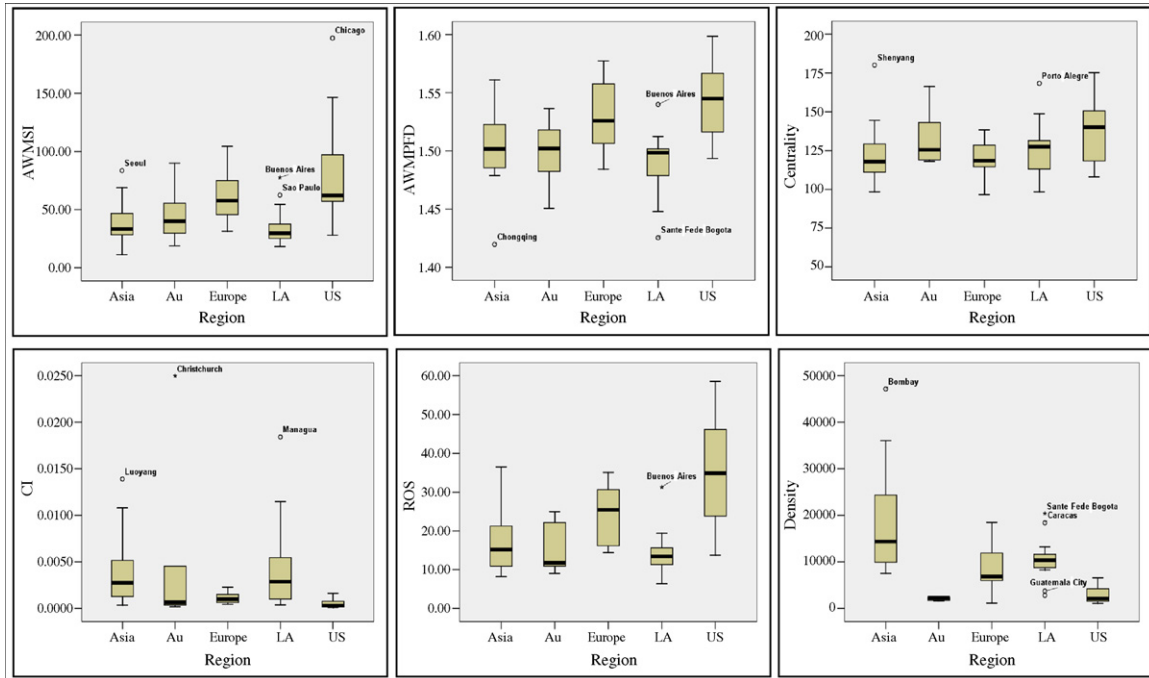 200.00
150.00
100.00
50.00
0.00
AWMSI
Chicago
Seoul
Buenos Aires
Sao Paulo
Asia Au Europe LA US
Region
1.60
1.55
1.50
1.45
1.40
AWMPFD
Buenos Aires
Chongqing
Sante Fede Bogota
Asia Au Europe LA US
Region
200
175
150
125
100
75
50
Centrality
Shenyang
Porto Alegre
Asia Au Europe LA US
Region
0.0250
0.0200
0.0150
0.0100
0.0050
0.0000
CI
Christchurch
Managua
Luoyang
Asia Au Europe LA US
Region
60.00
50.00
40.00
30.00
20.00
10.00
0.00
ROS
Buenos Aires
Asia Au Europe LA US
Region
50000
40000
30000
20000
10000
0
Density
Bombay
Sante Fede Bogota
Caracas
Guatemala City
Asia Au Europe LA US
Region